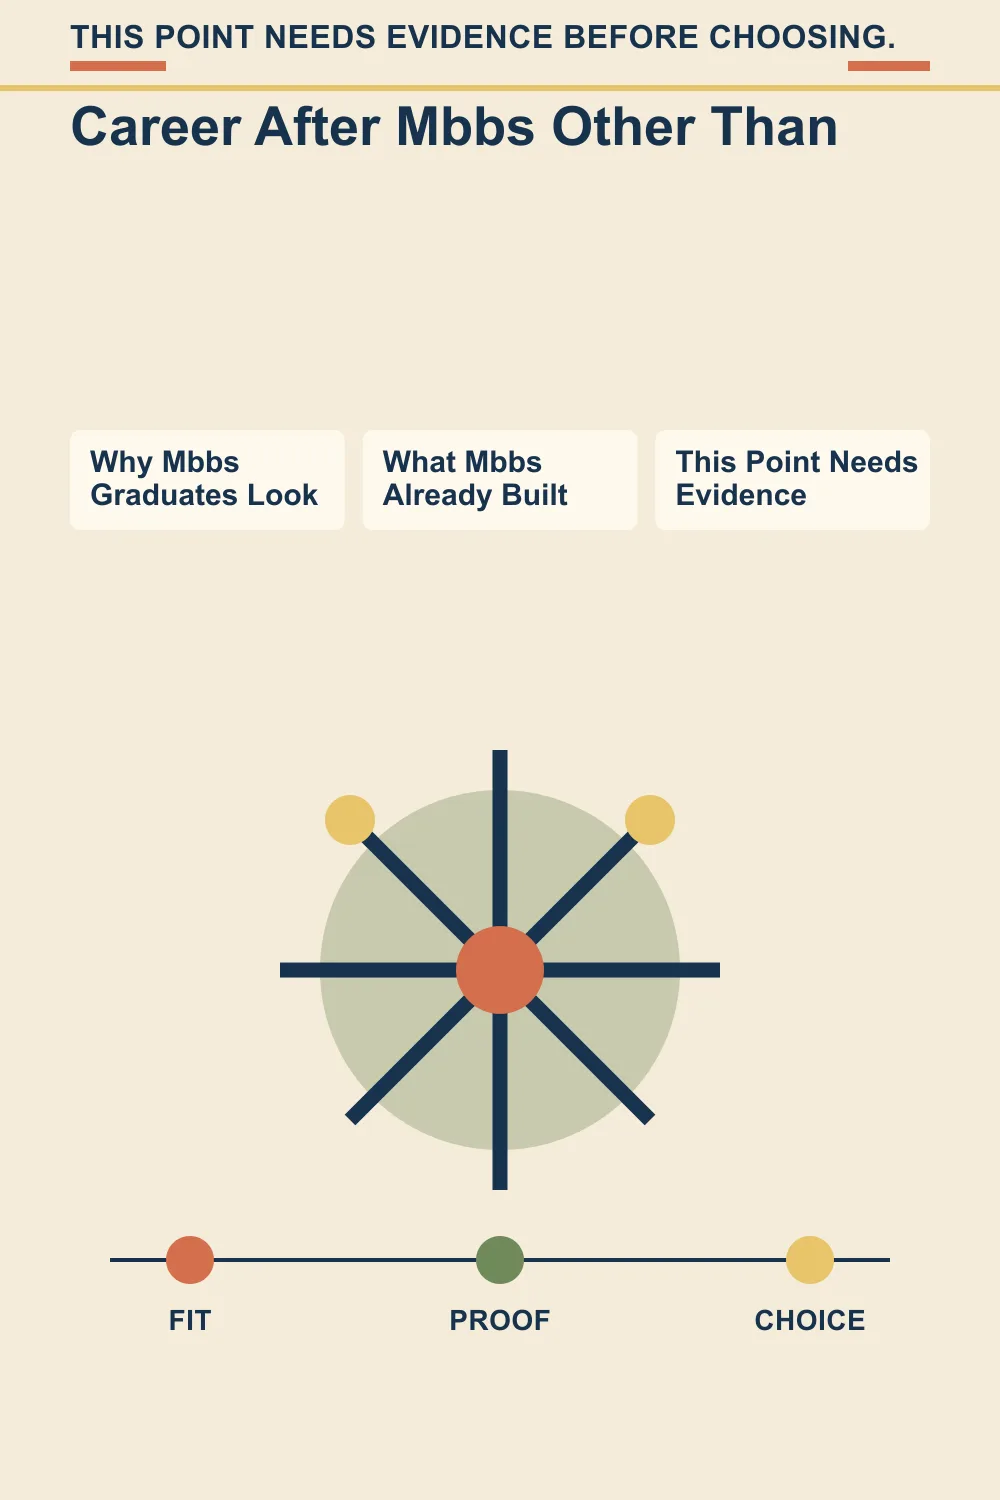 THIS POINT NEEDS EVIDENCE BEFORE CHOOSING.
Career After Mbbs Other Than
Why Mbbs
Graduates Look
What Mbbs
Already Built
This Point Needs
Evidence
FIT
PROOF
CHOICE